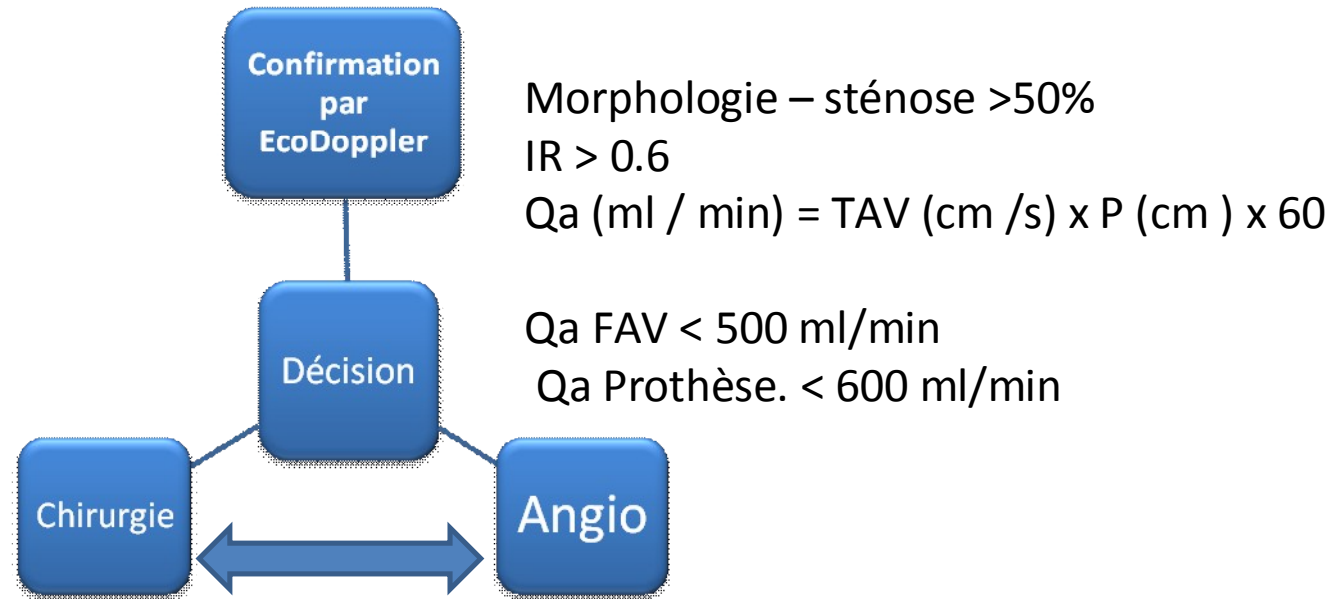 Confirmation
par
EcoDoppler
Morphologie – sténose >50%
IR > 0.6
Qa (ml / min) = TAV (cm /s) x P (cm ) x 60
Décision
Qa FAV < 500 ml/min
Qa Prothèse. < 600 ml/min
Chirurgie
Angio